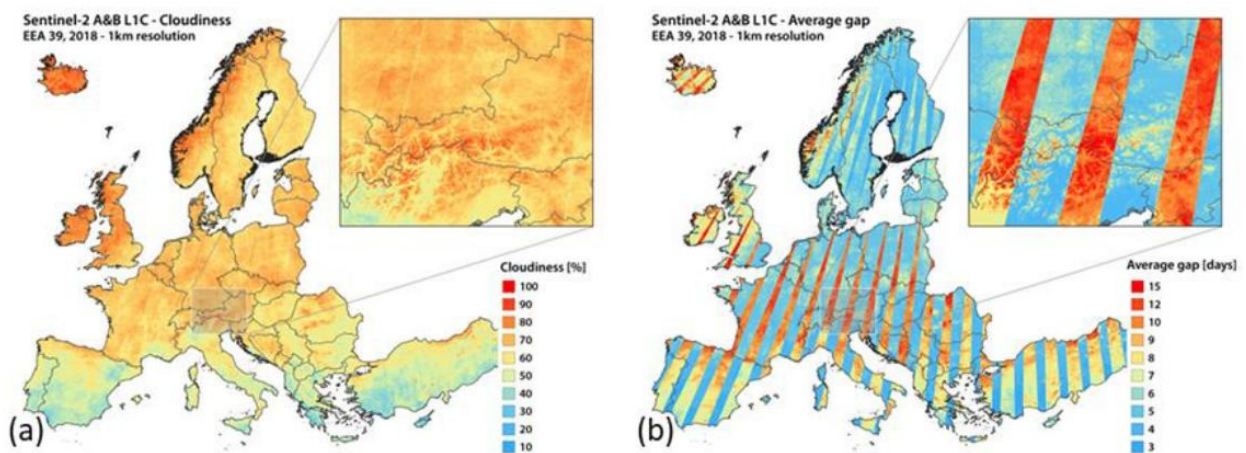 Sentinel-2 A&B L1C - Cloudiness
EEA 39, 2018 - 1km resolution
Cloudiness [%]
100
90
80
70
60
50
40
30
20
10
(a)
Sentinel-2 A&B L1C - Average gap
EEA 39, 2018 - 1km resolution
Average gap [days]
15
12
10
9
8
7
6
5
4
3
(b)